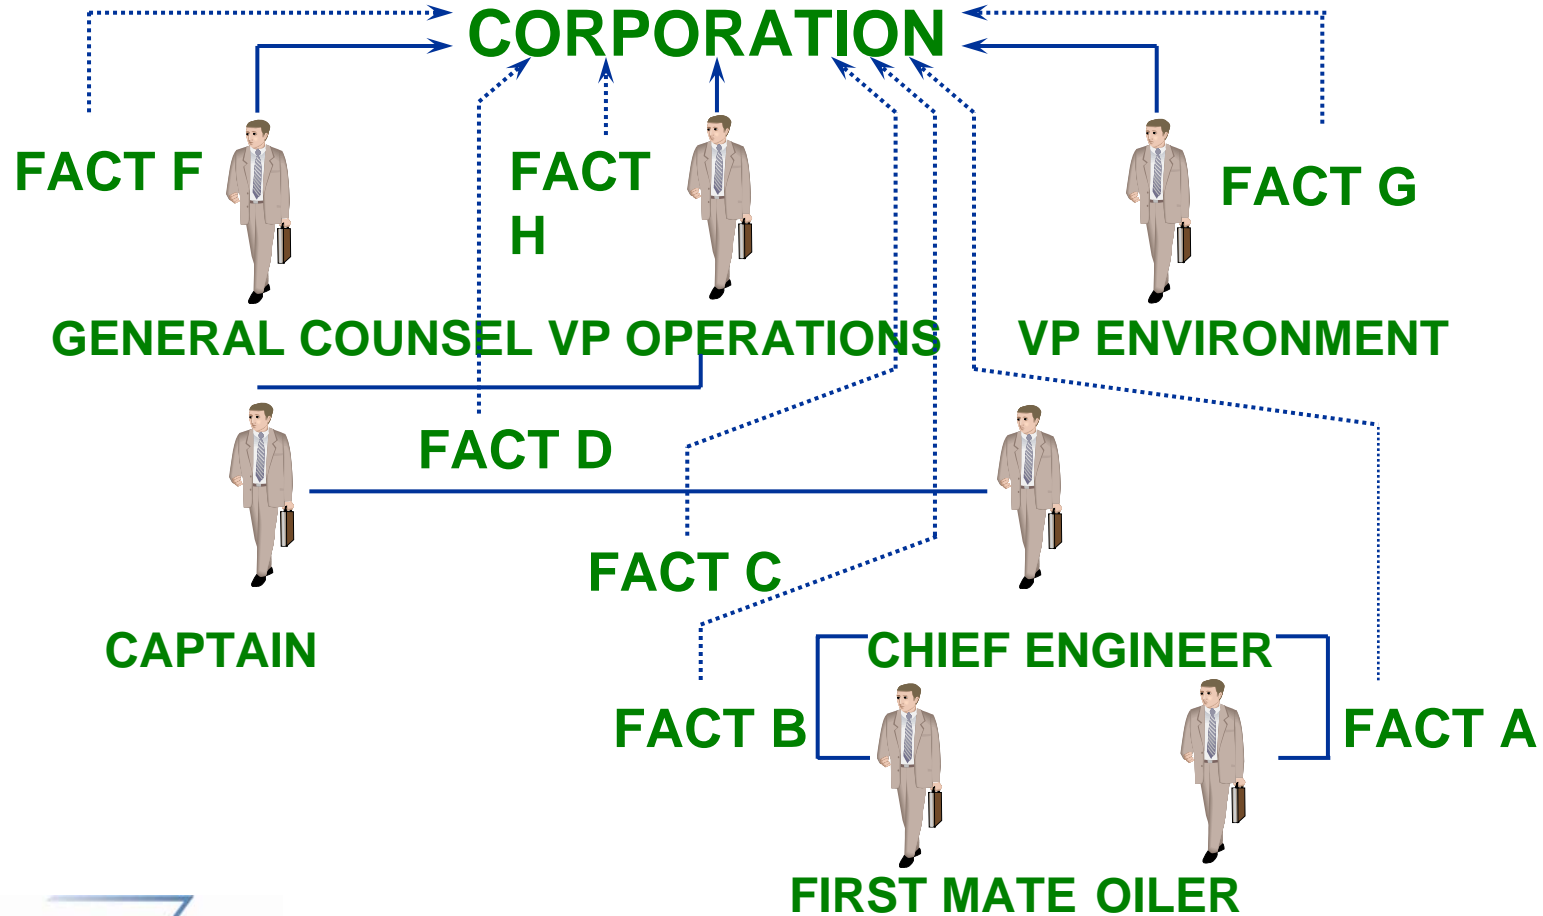 CORPORATION
FACT F
FACT
H
FACT G
GENERAL COUNSEL VP OPERATIONS
VP ENVIRONMENT
FACT D
FACT C
CAPTAIN
CHIEF ENGINEER
FACT B
FACT A
FIRST MATE OILER